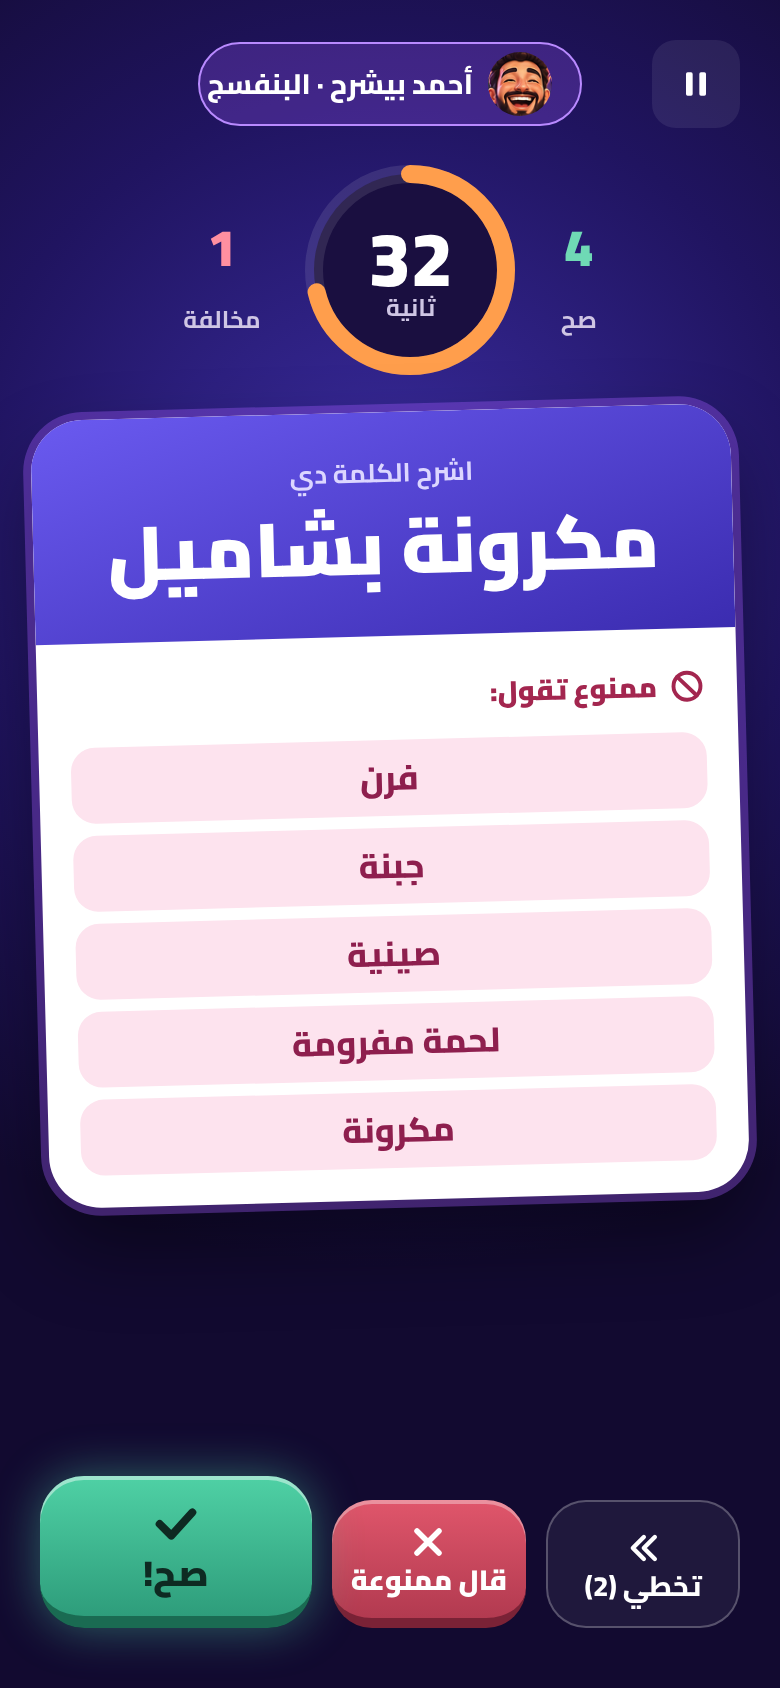 أحمد بيشرح · البنفسج
4
صح
32
ثانية
1
مخالفة
اشرح الكلمة دي
مكرونة بشاميل
ممنوع تقول:
فرن
جبنة
صينية
لحمة مفرومة
مكرونة
تخطي (2)
قال ممنوعة
صح!